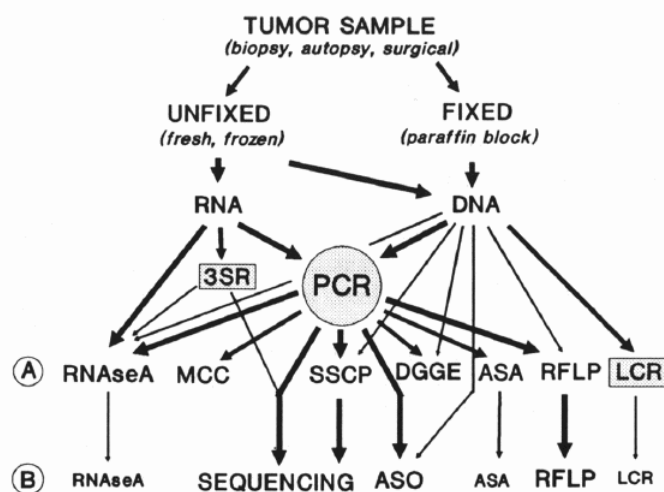 TUMOR SAMPLE
(biopsy, autopsy, surgical)
UNFIXED FIXED
(fresh, frozen) (paraffin block)
RNA DNA
3SR PCR
A RNAseA MCC SSCP DGGE ASA RFLP LCR
B RNAseA SEQUENCING ASO ASA RFLP LCR